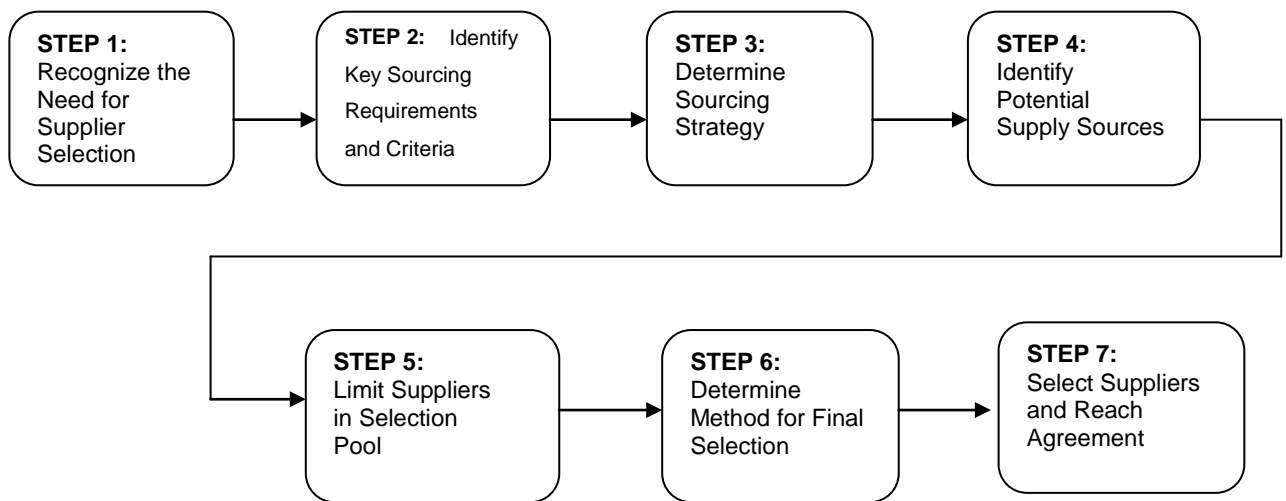 STEP 1:
Recognize the
Need for
Supplier
Selection
STEP 2: Identify
Key Sourcing
Requirements
and Criteria
STEP 3:
Determine
Sourcing
Strategy
STEP 4:
Identify
Potential
Supply Sources
STEP 5:
Limit Suppliers
in Selection
Pool
STEP 6:
Determine
Method for Final
Selection
STEP 7:
Select Suppliers
and Reach
Agreement